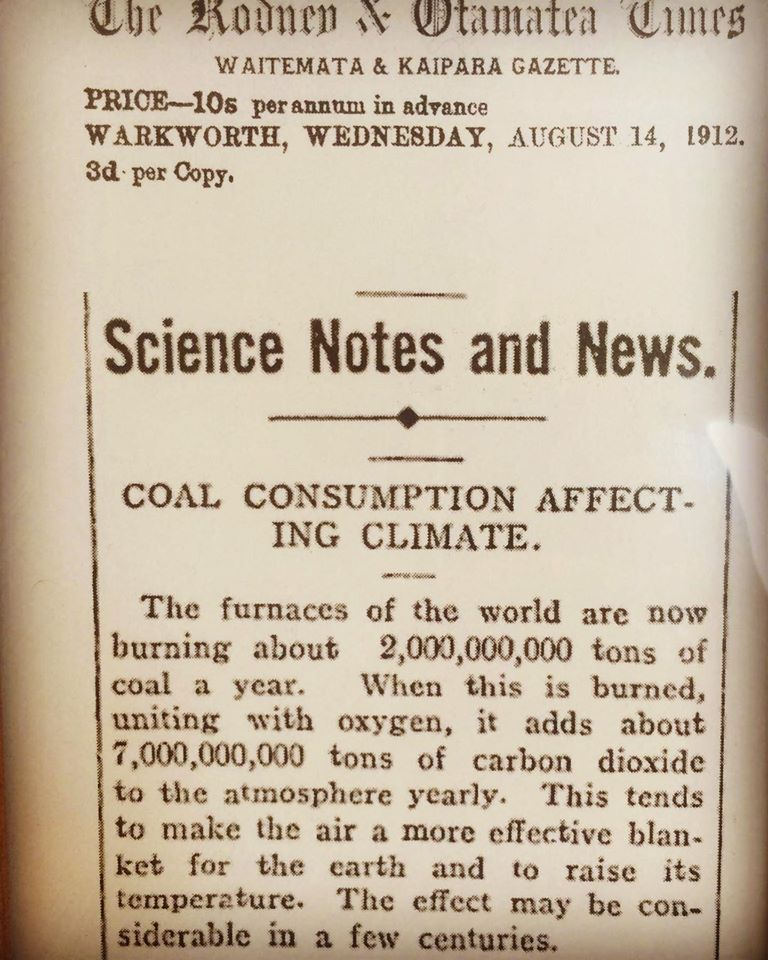 The Rodney & Otamatea Times
WAITEMATA & KAIPARA GAZETTE.
PRICE—10s per annum in advance
WARKWORTH, WEDNESDAY, AUGUST 14, 1912.
3d per Copy.
Science Notes and News.
COAL CONSUMPTION AFFECT-
ING CLIMATE.
The furnaces of the world are now
burning about 2,000,000,000 tons of
coal a year. When this is burned,
uniting with oxygen, it adds about
7,000,000,000 tons of carbon dioxide
to the atmosphere yearly. This tends
to make the air a more effective blan-
ket for the earth and to raise its
temperature. The effect may be con-
siderable in a few centuries.